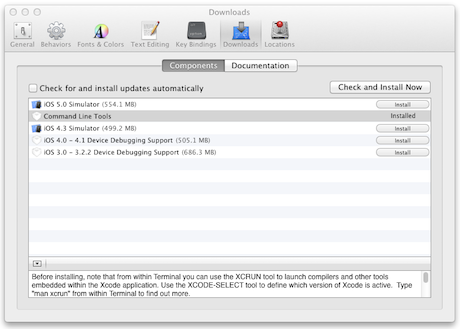 Downloads
General Behaviors Fonts & Colors Text Editing Key Bindings Downloads Locations
Components Documentation
Check for and install updates automatically Check and Install Now
iOS 5.0 Simulator (554.1 MB) Install
Command Line Tools Installed
iOS 4.3 Simulator (499.2 MB) Install
iOS 4.0 – 4.1 Device Debugging Support (505.1 MB) Install
iOS 3.0 – 3.2.2 Device Debugging Support (686.3 MB) Install
Before installing, note that from within Terminal you can use the XCRUN tool to launch compilers and other tools
embedded within the Xcode application. Use the XCODE-SELECT tool to define which version of Xcode is active. Type
"man xcrun" from within Terminal to find out more.